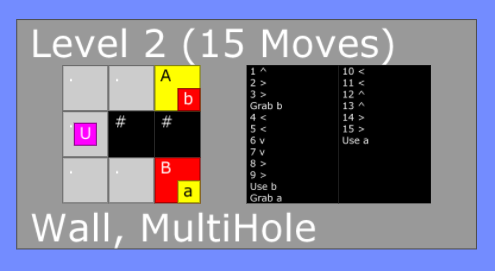 Level 2 (15 Moves)
. . A
b
. U # #
. . B
a
1 ^
2 >
3 >
Grab b
4 <
5 <
6 v
7 v
8 >
9 >
Use b
Grab a
10 <
11 <
12 ^
13 ^
14 >
15 >
Use a
Wall, MultiHole